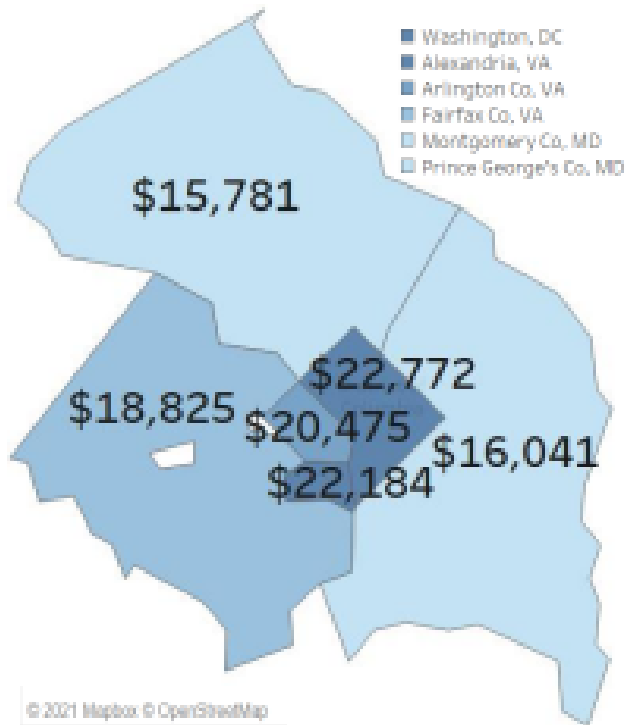 Washington, DC
Alexandria, VA
Arlington Co, VA
Fairfax Co, VA
Montgomery Co, MD
Prince George's Co, MD
$15,781
$22,772
$18,825
$20,475
$16,041
$22,184
© 2021 Mapbox © OpenStreetMap